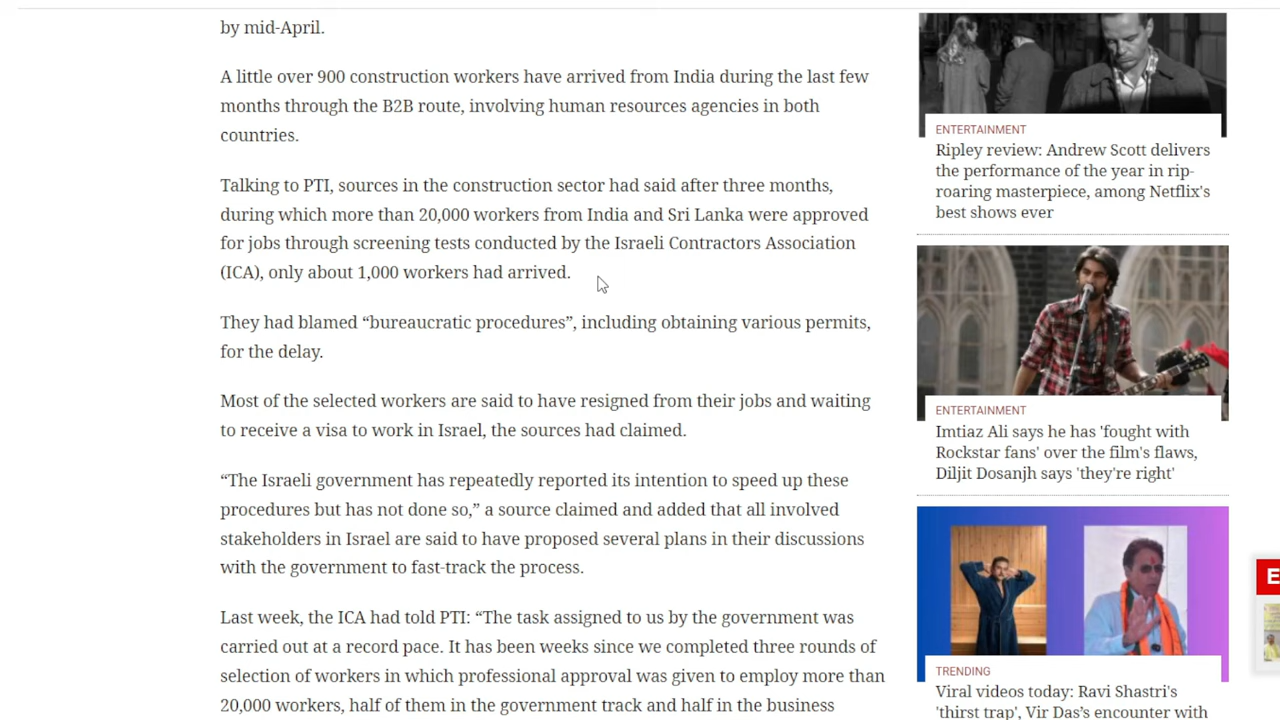 by mid-April.
A little over 900 construction workers have arrived from India during the last few
months through the B2B route, involving human resources agencies in both
countries.
Talking to PTI, sources in the construction sector had said after three months,
during which more than 20,000 workers from India and Sri Lanka were approved
for jobs through screening tests conducted by the Israeli Contractors Association
(ICA), only about 1,000 workers had arrived.
They had blamed “bureaucratic procedures”, including obtaining various permits,
for the delay.
Most of the selected workers are said to have resigned from their jobs and waiting
to receive a visa to work in Israel, the sources had claimed.
“The Israeli government has repeatedly reported its intention to speed up these
procedures but has not done so,” a source claimed and added that all involved
stakeholders in Israel are said to have proposed several plans in their discussions
with the government to fast-track the process.
Last week, the ICA had told PTI: “The task assigned to us by the government was
carried out at a record pace. It has been weeks since we completed three rounds of
selection of workers in which professional approval was given to employ more than
20,000 workers, half of them in the government track and half in the business
ENTERTAINMENT
Ripley review: Andrew Scott delivers
the performance of the year in rip-
roaring masterpiece, among Netflix's
best shows ever
ENTERTAINMENT
Imtiaz Ali says he has 'fought with
Rockstar fans' over the film's flaws,
Diljit Dosanjh says 'they're right'
TRENDING
Viral videos today: Ravi Shastri's
'thirst trap', Vir Das’s encounter with
E